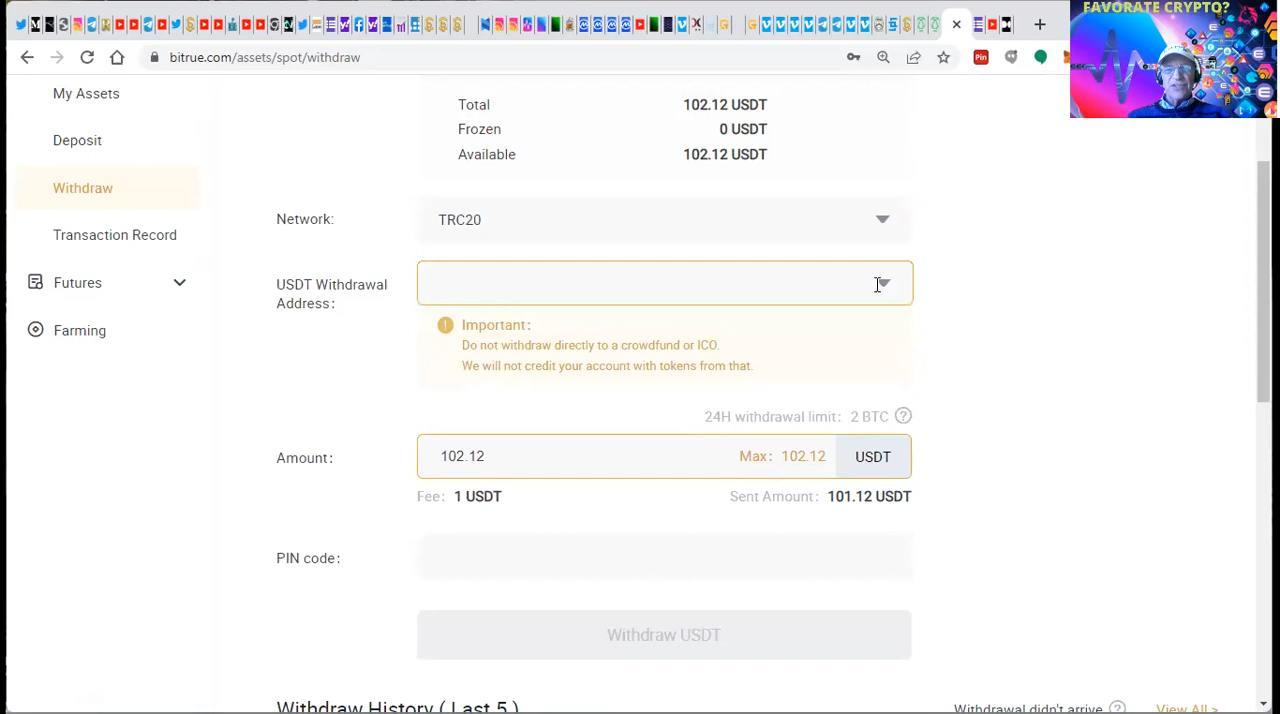 FAVORATE CRYPTO?
bitrue.com/assets/spot/withdraw
Pin
My Assets
Deposit
Withdraw
Transaction Record
Futures
Farming
Total 102.12 USDT
Frozen 0 USDT
Available 102.12 USDT
Network: TRC20
USDT Withdrawal
Address:
Important:
Do not withdraw directly to a crowdfund or ICO.
We will not credit your account with tokens from that.
24H withdrawal limit: 2 BTC ?
Amount: 102.12 Max: 102.12 USDT
Fee: 1 USDT Sent Amount: 101.12 USDT
PIN code:
Withdraw USDT
Withdraw History ( Last 5 ) Withdrawal didn't arrive ? View All >